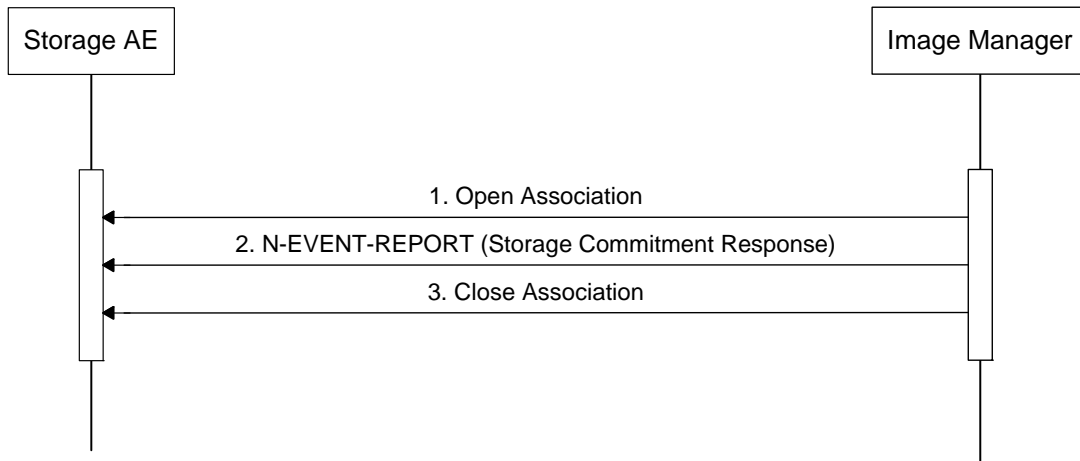 Storage AE
Image Manager
1. Open Association
2. N-EVENT-REPORT (Storage Commitment Response)
3. Close Association